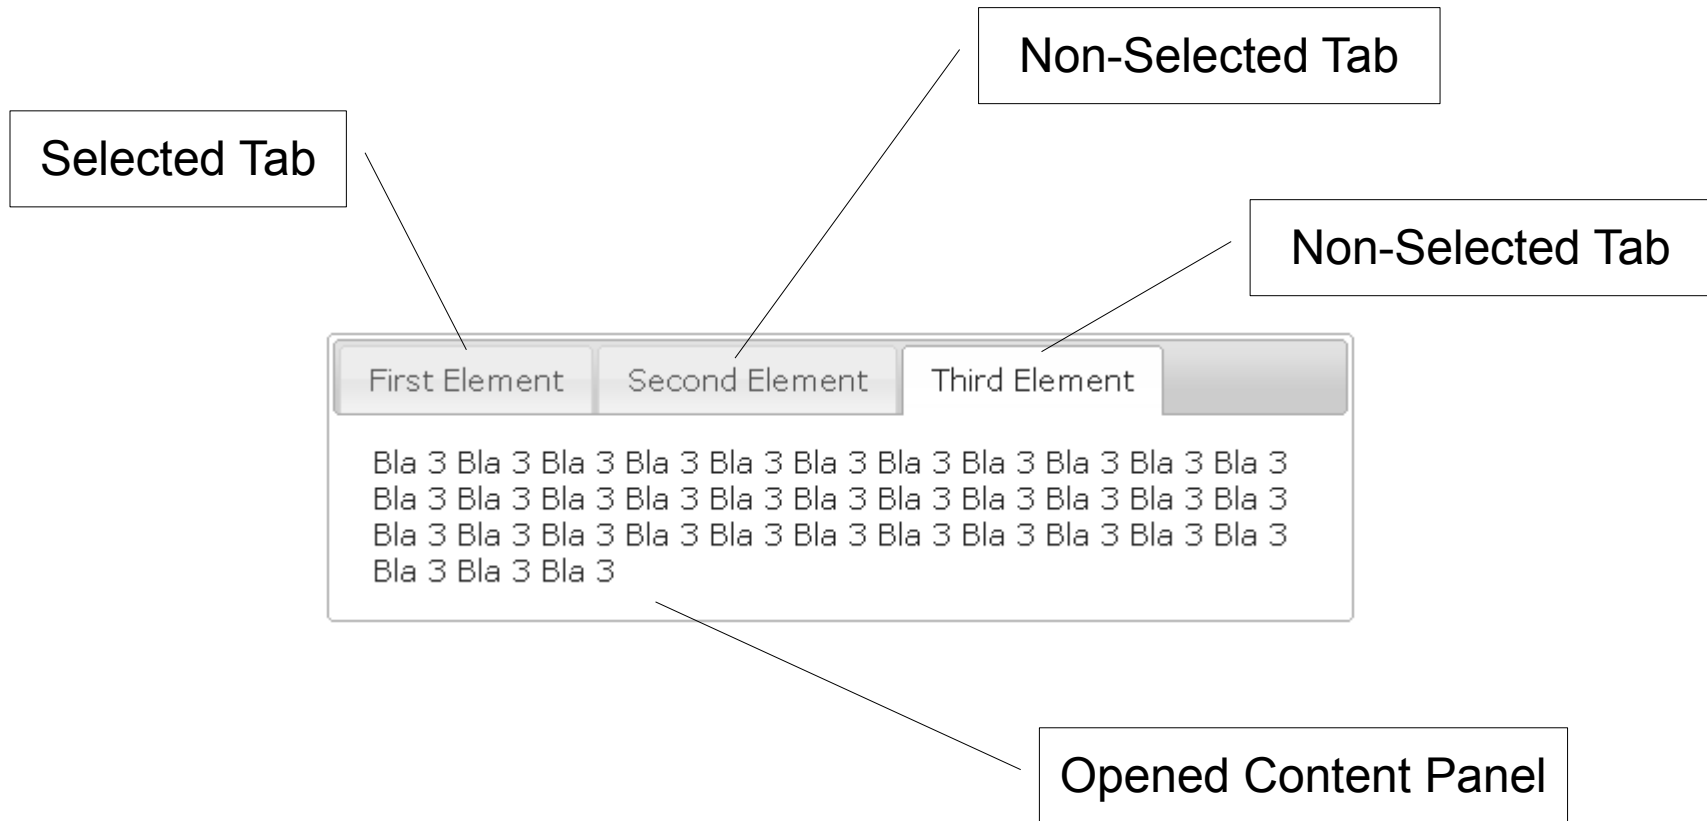 Non-Selected Tab
Selected Tab
Non-Selected Tab
First Element Second Element Third Element
Bla 3 Bla 3 Bla 3 Bla 3 Bla 3 Bla 3 Bla 3 Bla 3 Bla 3 Bla 3 Bla 3
Bla 3 Bla 3 Bla 3 Bla 3 Bla 3 Bla 3 Bla 3 Bla 3 Bla 3 Bla 3 Bla 3
Bla 3 Bla 3 Bla 3 Bla 3 Bla 3 Bla 3 Bla 3 Bla 3 Bla 3 Bla 3 Bla 3
Bla 3 Bla 3 Bla 3
Opened Content Panel